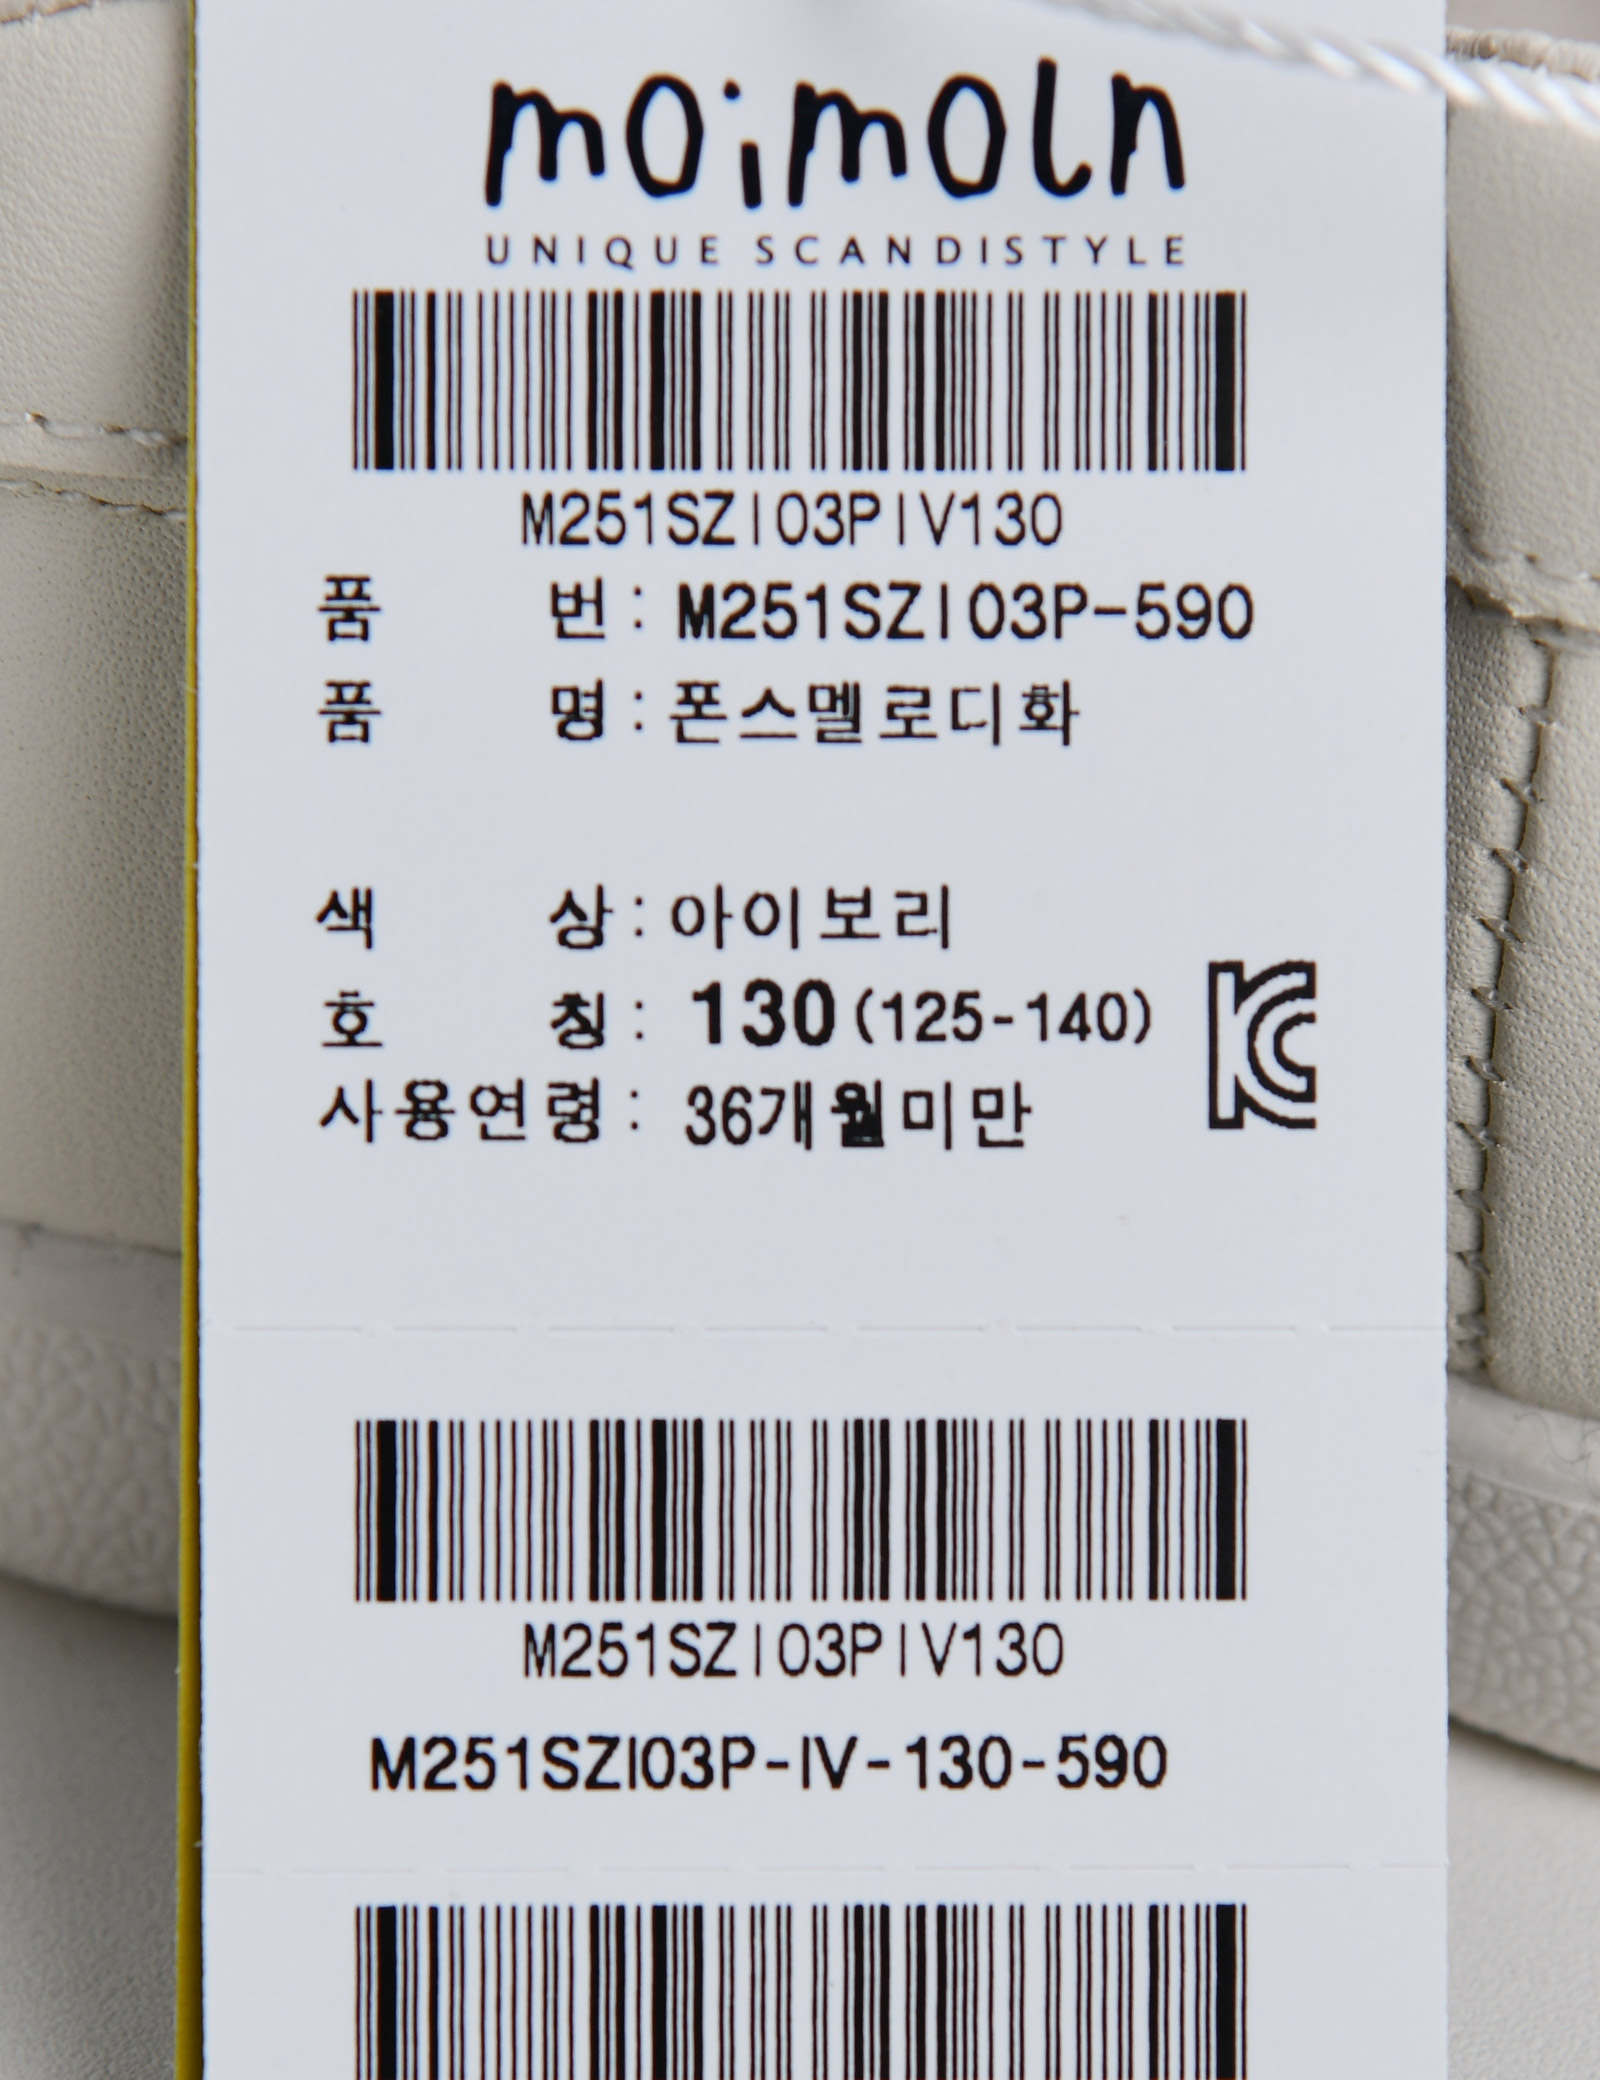 moimoln
UNIQUE SCANDISTYLE
M251SZI03PIV130
품 번 : M251SZI03P-590
품 명 : 폰스멜로디화
색 상 : 아이보리
호 칭 : 130(125-140)
사용연령 : 36개월미만
KC
M251SZI03PIV130
M251SZI03P-IV-130-590